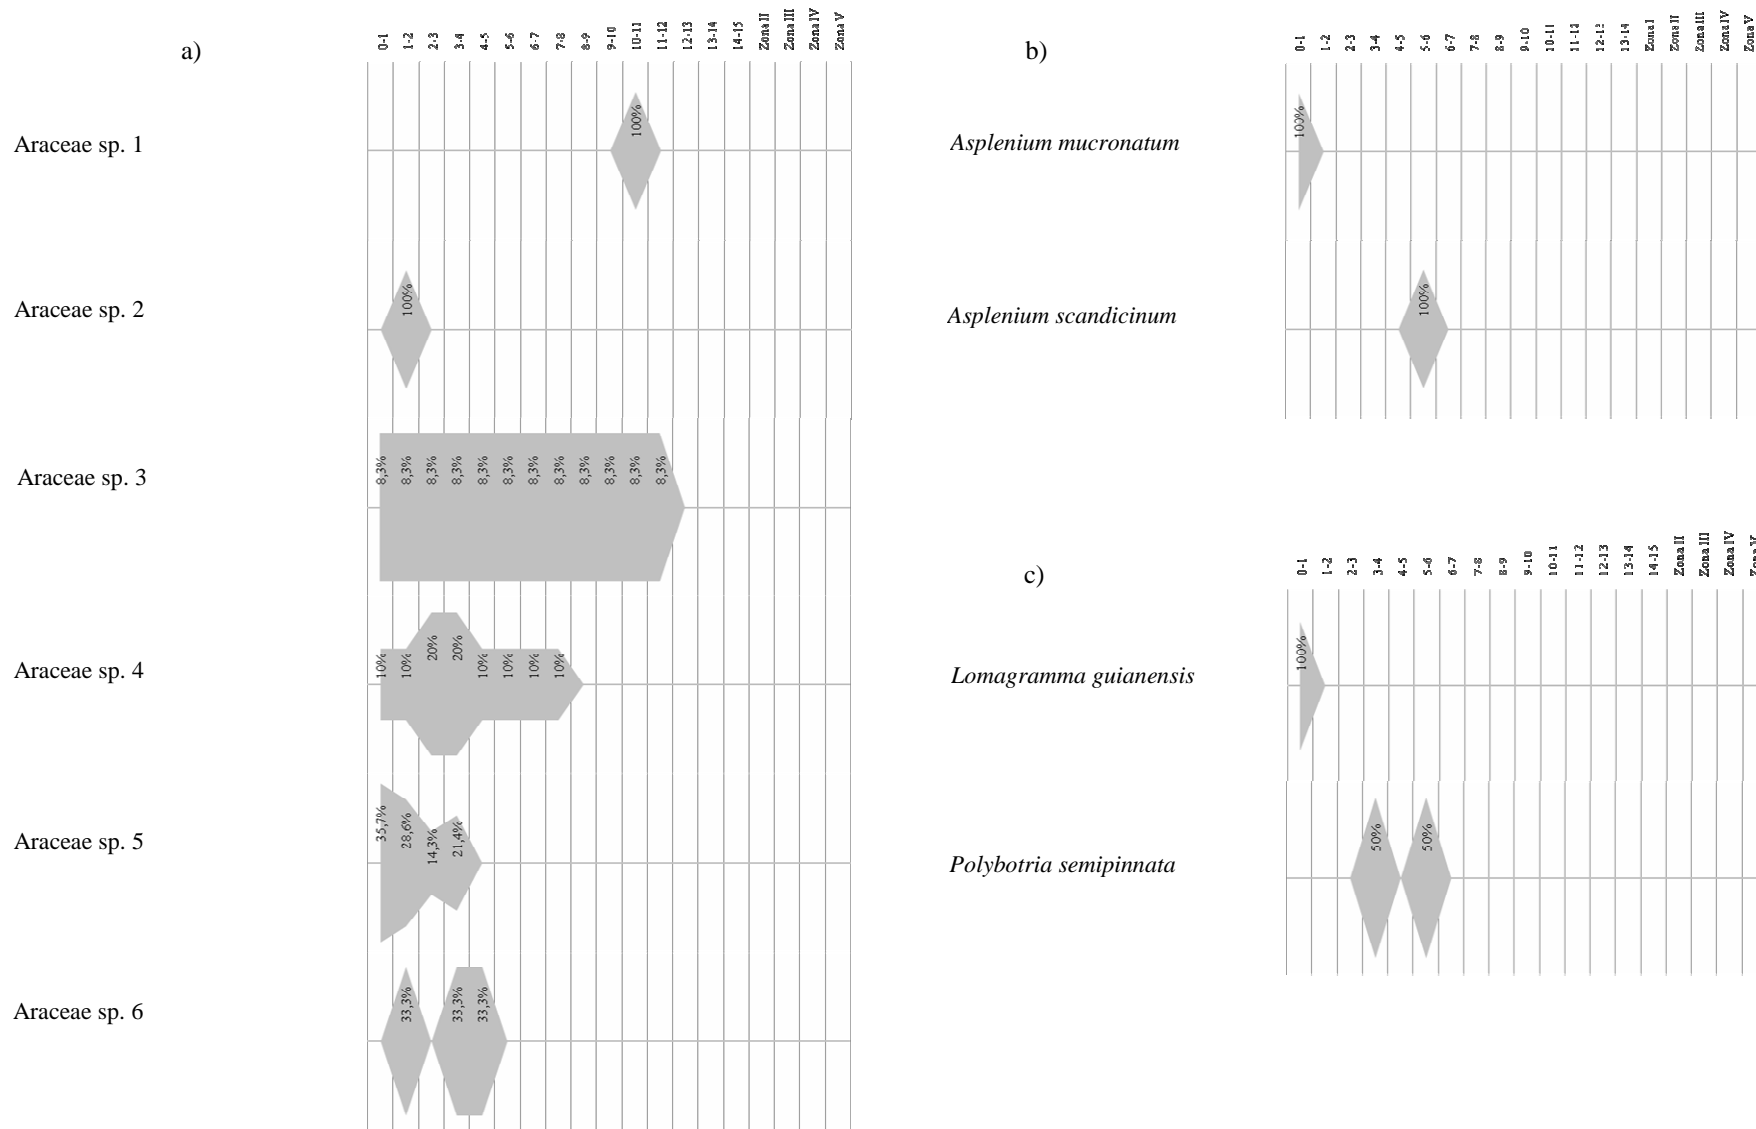 a)
0-1 1-2 2-3 3-4 4-5 5-6 6-7 7-8 8-9 9-10 10-11 11-12 12-13 13-14 14-15 Zona II Zona III Zona IV Zona V
Araceae sp. 1
100%
Araceae sp. 2
100%
Araceae sp. 3
8,3% 8,3% 8,3% 8,3% 8,3% 8,3% 8,3% 8,3% 8,3% 8,3% 8,3% 8,3%
Araceae sp. 4
10% 10% 20% 20% 10% 10% 10% 10%
Araceae sp. 5
35,7% 28,6% 14,3% 21,4%
Araceae sp. 6
33,3% 33,3% 33,3%
b)
0-1 1-2 2-3 3-4 4-5 5-6 6-7 7-8 8-9 9-10 10-11 11-12 12-13 13-14 Zona I Zona II Zona III Zona IV Zona V
Asplenium mucronatum
100%
Asplenium scandicinum
100%
c)
0-1 1-2 2-3 3-4 4-5 5-6 6-7 7-8 8-9 9-10 10-11 11-12 12-13 13-14 14-15 Zona II Zona III Zona IV Zona V
Lomagramma guianensis
100%
Polybotria semipinnata
50% 50%